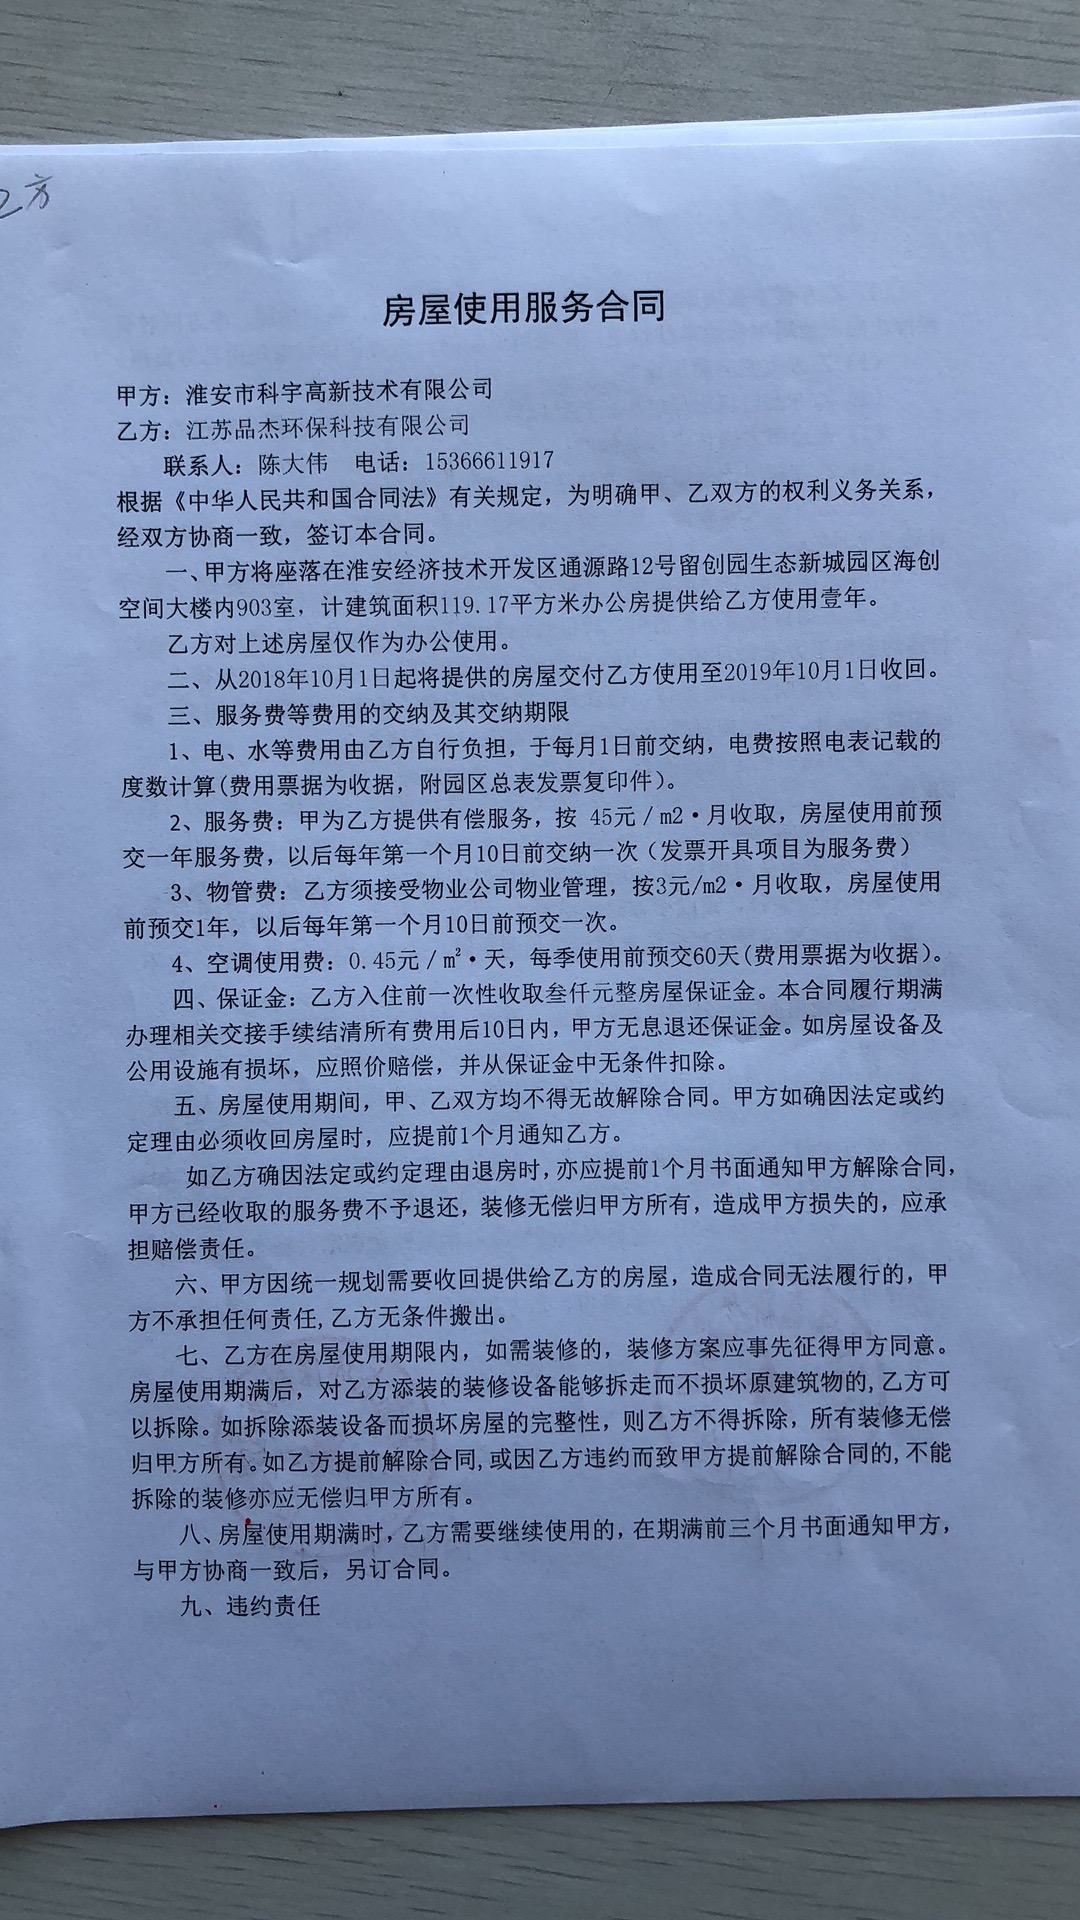 乙方
房屋使用服务合同
甲方：淮安市科宇高新技术有限公司
乙方：江苏品杰环保科技有限公司
联系人：陈大伟 电话：15366611917
根据《中华人民共和国合同法》有关规定，为明确甲、乙双方的权利义务关系，
经双方协商一致，签订本合同。
一、甲方将座落在淮安经济技术开发区通源路12号留创园生态新城园区海创
空间大楼内903室，计建筑面积119.17平方米办公房提供给乙方使用壹年。
乙方对上述房屋仅作为办公使用。
二、从2018年10月1日起将提供的房屋交付乙方使用至2019年10月1日收回。
三、服务费等费用的交纳及其交纳期限
1、电、水等费用由乙方自行负担，于每月1日前交纳，电费按照电表记载的
度数计算(费用票据为收据，附园区总表发票复印件)。
2、服务费：甲为乙方提供有偿服务，按 45元/m2·月收取，房屋使用前预
交一年服务费，以后每年第一个月10日前交纳一次（发票开具项目为服务费）
3、物管费：乙方须接受物业公司物业管理，按3元/m2·月收取，房屋使用
前预交1年，以后每年第一个月10日前预交一次。
4、空调使用费：0.45元/m²·天，每季使用前预交60天(费用票据为收据)。
四、保证金：乙方入住前一次性收取叁仟元整房屋保证金。本合同履行期满
办理相关交接手续结清所有费用后10日内，甲方无息退还保证金。如房屋设备及
公用设施有损坏，应照价赔偿，并从保证金中无条件扣除。
五、房屋使用期间，甲、乙双方均不得无故解除合同。甲方如确因法定或约
定理由必须收回房屋时，应提前1个月通知乙方。
如乙方确因法定或约定理由退房时,亦应提前1个月书面通知甲方解除合同,
甲方已经收取的服务费不予退还，装修无偿归甲方所有，造成甲方损失的，应承
担赔偿责任。
六、甲方因统一规划需要收回提供给乙方的房屋，造成合同无法履行的，甲
方不承担任何责任,乙方无条件搬出。
七、乙方在房屋使用期限内，如需装修的，装修方案应事先征得甲方同意。
房屋使用期满后，对乙方添装的装修设备能够拆走而不损坏原建筑物的,乙方可
以拆除。如拆除添装设备而损坏房屋的完整性，则乙方不得拆除，所有装修无偿
归甲方所有。如乙方提前解除合同,或因乙方违约而致甲方提前解除合同的,不能
拆除的装修亦应无偿归甲方所有。
八、房屋使用期满时，乙方需要继续使用的，在期满前三个月书面通知甲方，
与甲方协商一致后，另订合同。
九、违约责任